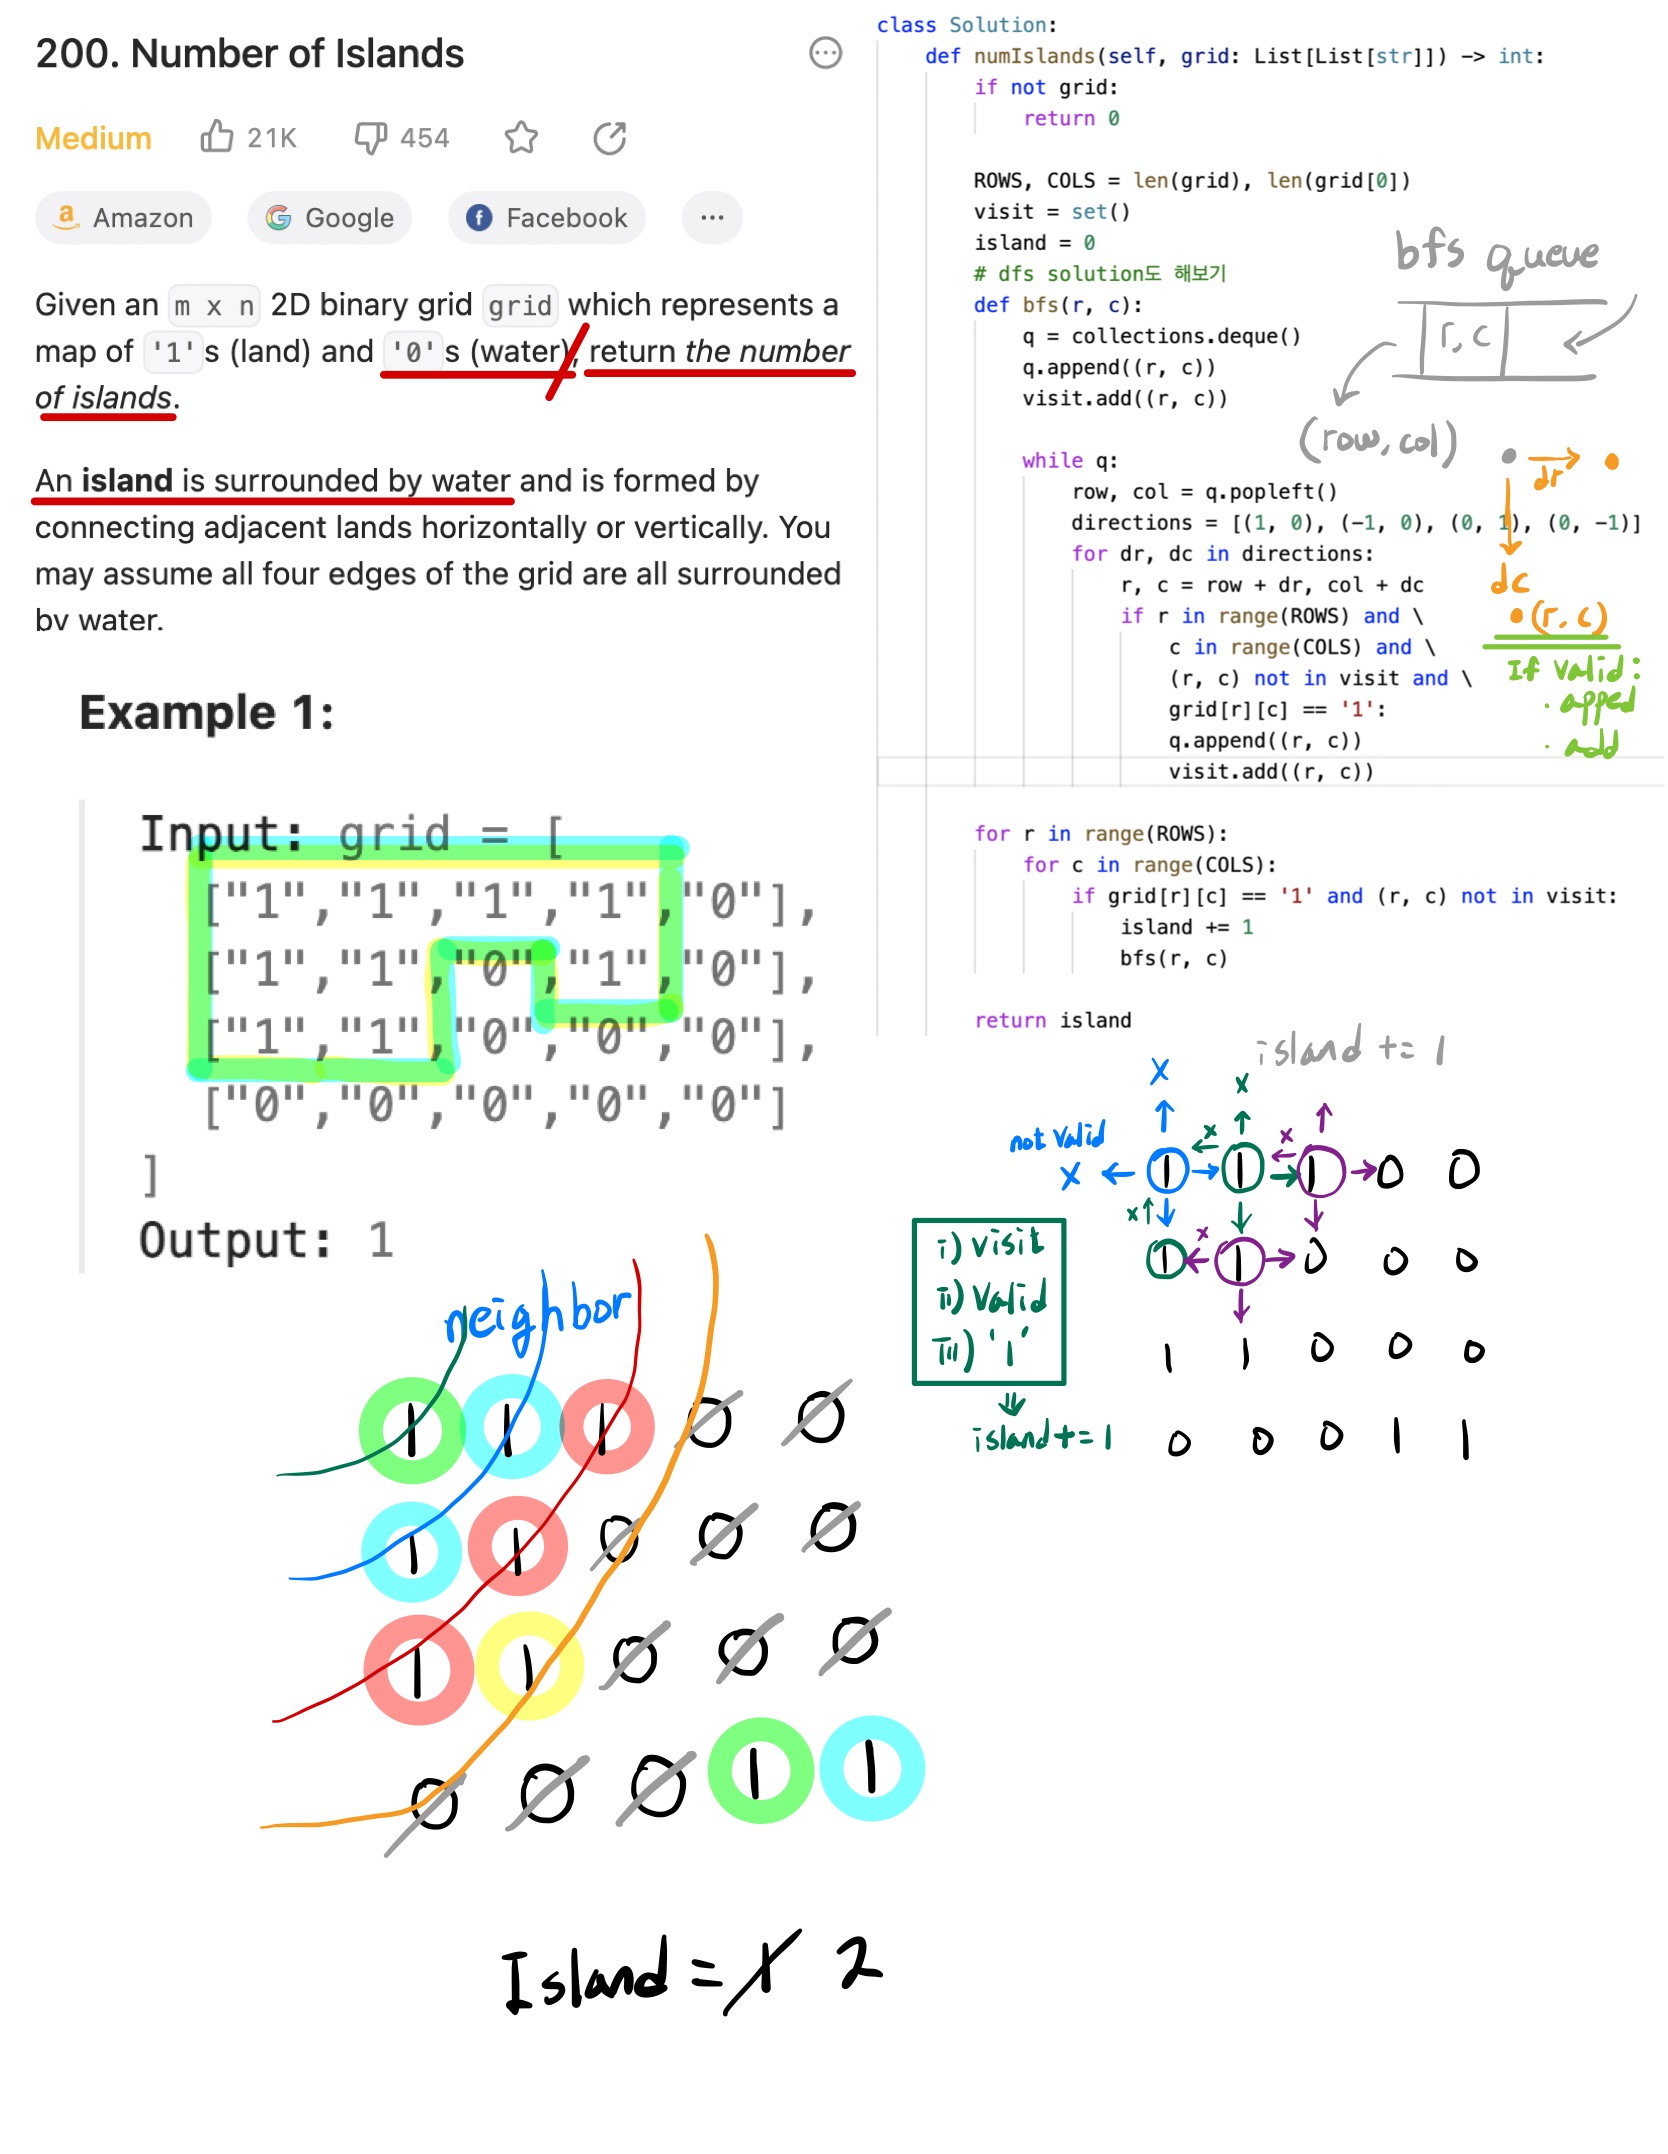 200. Number of Islands
Medium 21K 454
Amazon Google Facebook ...
Given an m x n 2D binary grid grid which represents a
map of '1's (land) and '0's (water), return the number
of islands.
An island is surrounded by water and is formed by
connecting adjacent lands horizontally or vertically. You
may assume all four edges of the grid are all surrounded
by water.
Example 1:
Input: grid = [
["1","1","1","1","0"],
["1","1","0","1","0"],
["1","1","0","0","0"],
["0","0","0","0","0"]
]
Output: 1
neighbor
1 1 1 0 0
1 1 0 0 0
1 1 0 0 0
0 0 0 1 1
Island = 1 2
class Solution:
def numIslands(self, grid: List[List[str]]) -> int:
if not grid:
return 0
ROWS, COLS = len(grid), len(grid[0])
visit = set()
island = 0
# dfs solution도 해보기
def bfs(r, c):
q = collections.deque()
q.append((r, c))
visit.add((r, c))
while q:
row, col = q.popleft()
directions = [(1, 0), (-1, 0), (0, 1), (0, -1)]
for dr, dc in directions:
r, c = row + dr, col + dc
if r in range(ROWS) and \
c in range(COLS) and \
(r, c) not in visit and \
grid[r][c] == '1':
q.append((r, c))
visit.add((r, c))
for r in range(ROWS):
for c in range(COLS):
if grid[r][c] == '1' and (r, c) not in visit:
island += 1
bfs(r, c)
return island
bfs queue
r, c
(row, col)
dr
dc
(r, c)
If valid:
· apped
· add
island += 1
x x
not valid x x
x 1 1 1 0 0
x x
1 1 0 0 0
1 1 0 0 0
0 0 0 1 1
i) visit
ii) valid
iii) '1'
island += 1